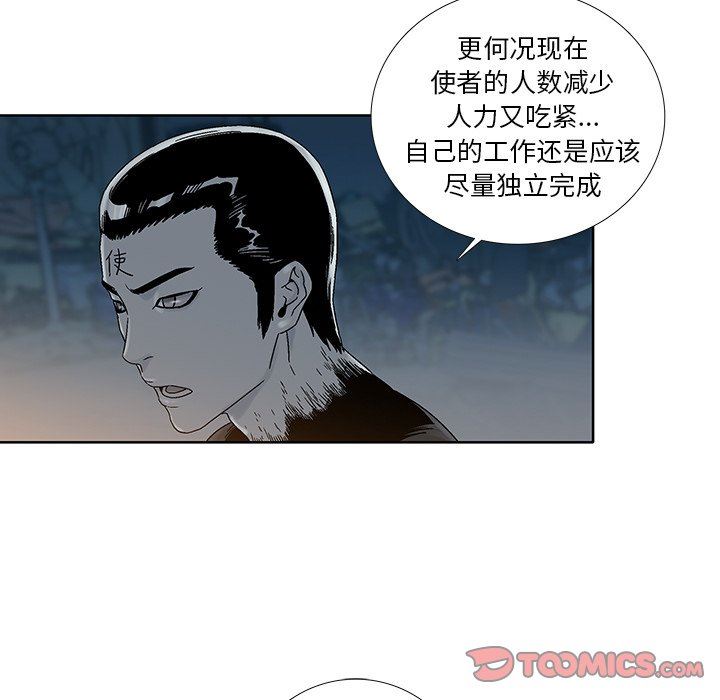 更何况现在
使者的人数减少
人力又吃紧...
自己的工作还是应该
尽量独立完成
使
TOOMICS.COM